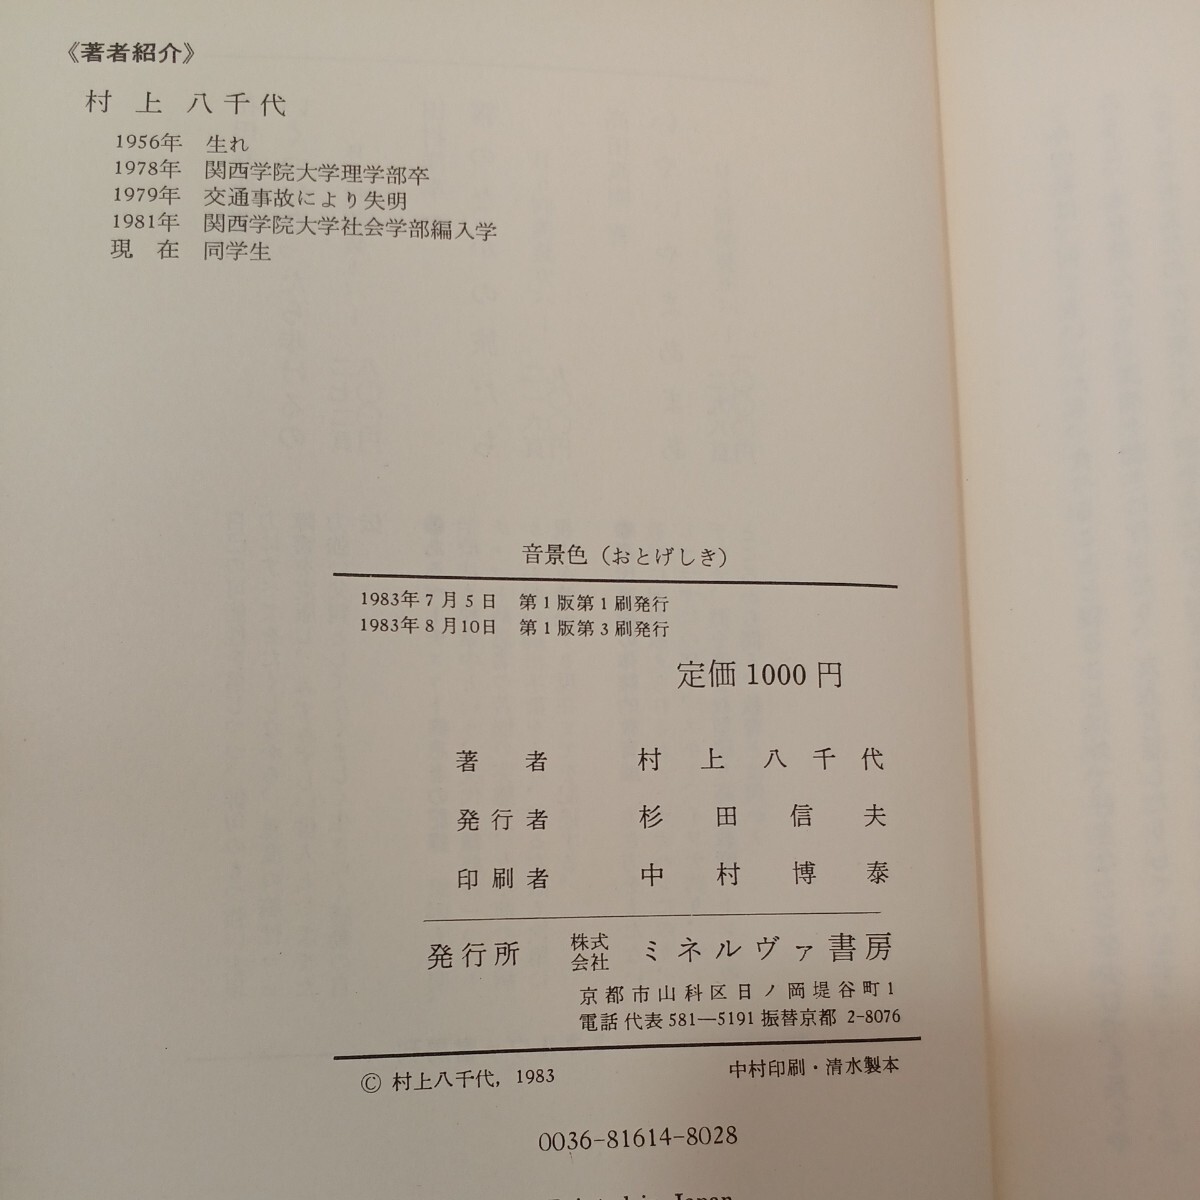 《著者紹介》
村上八千代
1956年 生れ
1978年 関西学院大学理学部卒
1979年 交通事故により失明
1981年 関西学院大学社会学部編入学
現在 同学生
音景色（おとげしき）
1983年7月5日 第1版第1刷発行
1983年8月10日 第1版第3刷発行
定価1000円
著者 村上八千代
発行者 杉田信夫
印刷者 中村博泰
発行所 株式会社 ミネルヴァ書房
京都市山科区日ノ岡堤谷町1
電話代表581—5191 振替京都 2-8076
© 村上八千代, 1983 中村印刷・清水製本
0036-81614-8028
Printed in Japan